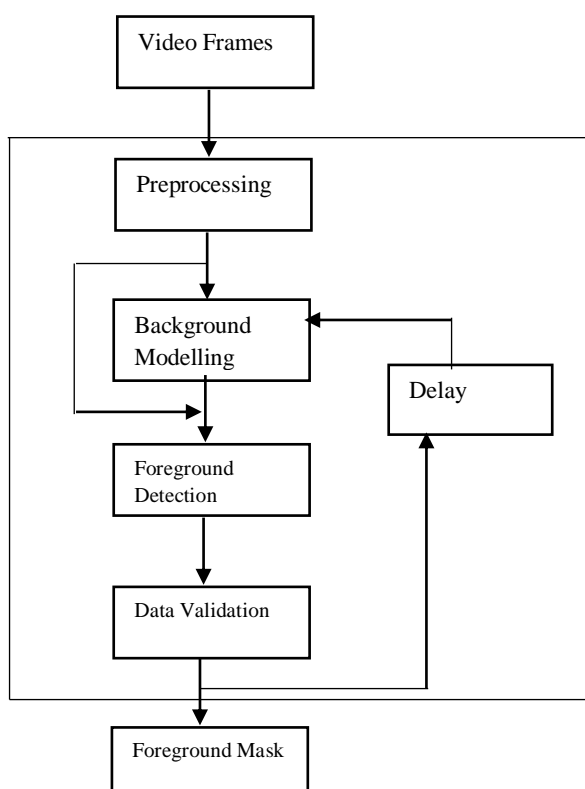 Video Frames
Preprocessing
Background
Modelling
Delay
Foreground
Detection
Data Validation
Foreground Mask